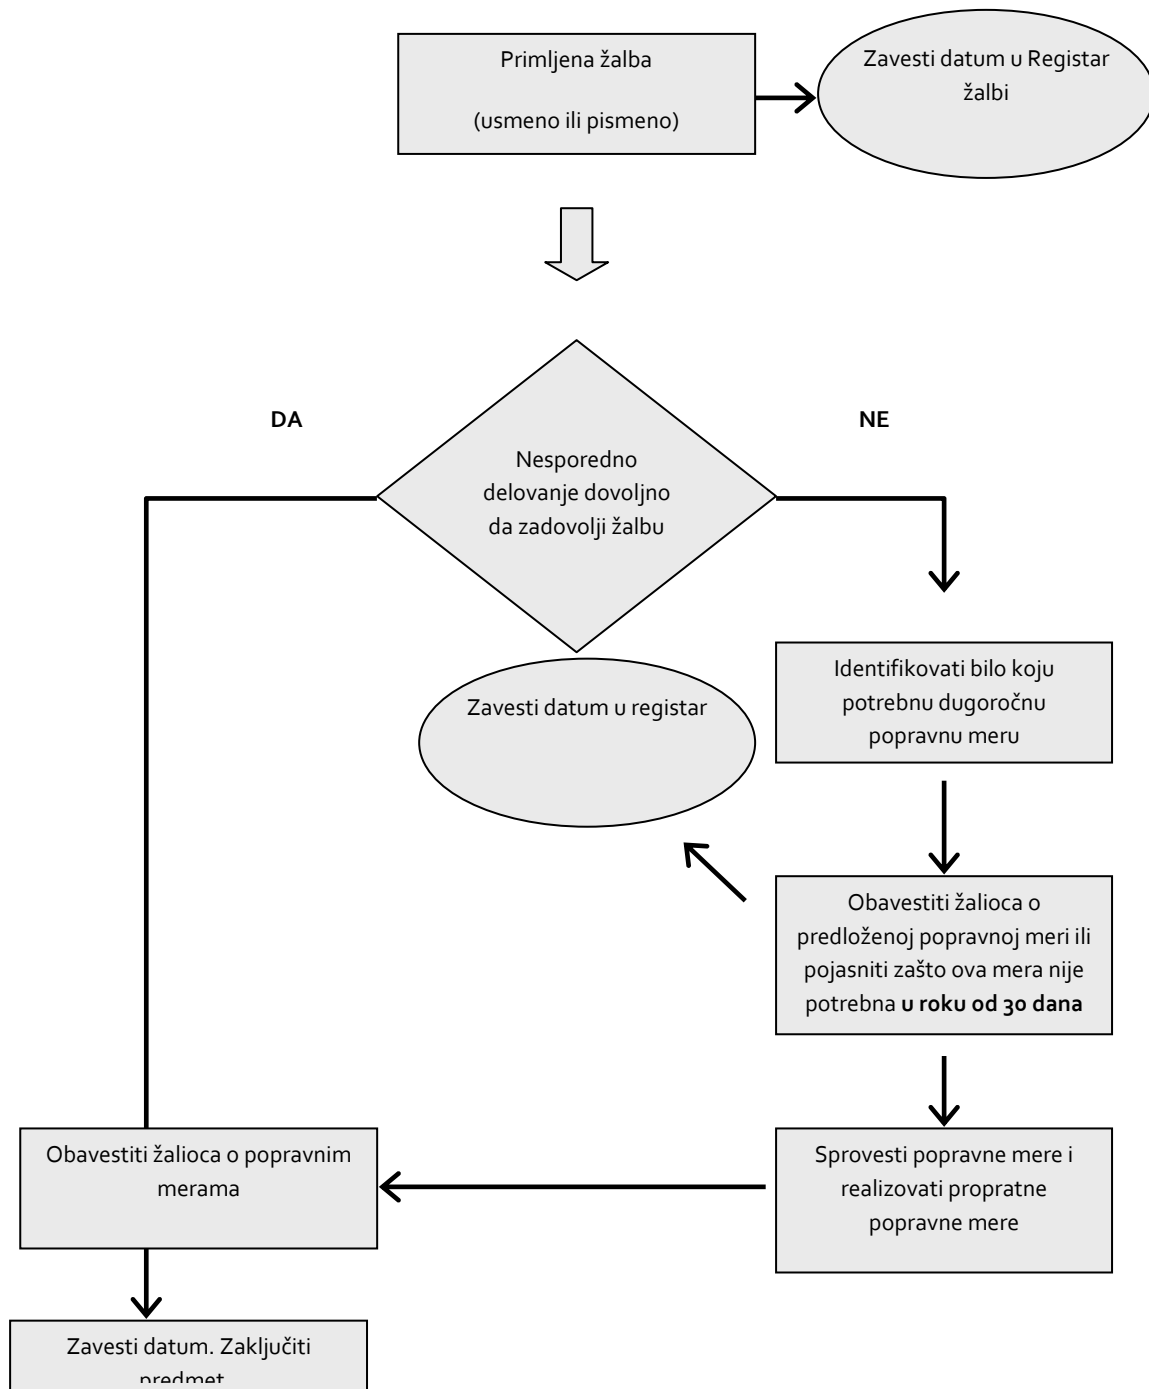 Primljena žalba
(usmeno ili pismeno)
Zavesti datum u Registar
žalbi
DA
NE
Nesporedno
delovanje dovoljno
da zadovolji žalbu
Zavesti datum u registar
Identifikovati bilo koju
potrebnu dugoročnu
popravnu meru
Obavestiti žalioca o
predloženoj popravnoj meri ili
pojasniti zašto ova mera nije
potrebna u roku od 30 dana
Obavestiti žalioca o popravnim
merama
Sprovesti popravne mere i
realizovati propratne
popravne mere
Zavesti datum. Zaključiti
predmet